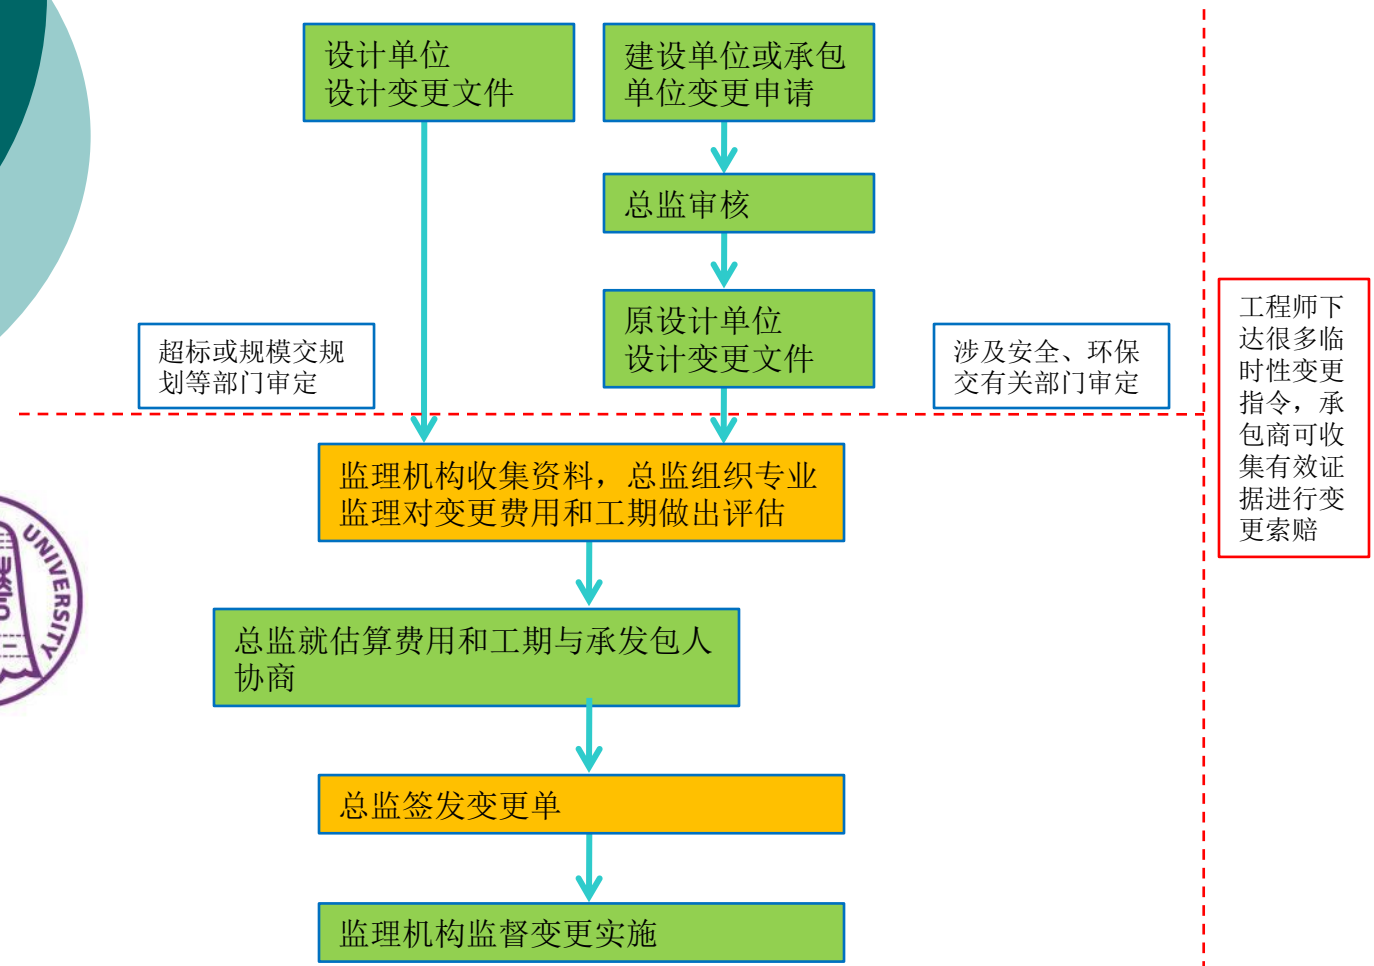 设计单位
设计变更文件
建设单位或承包
单位变更申请
总监审核
原设计单位
设计变更文件
超标或规模交规
划等部门审定
涉及安全、环保
交有关部门审定
工程师下
达很多临
时性变更
指令，承
包商可收
集有效证
据进行变
更索赔
监理机构收集资料，总监组织专业
监理对变更费用和工期做出评估
总监就估算费用和工期与承发包人
协商
总监签发变更单
监理机构监督变更实施
UNIVERSITY